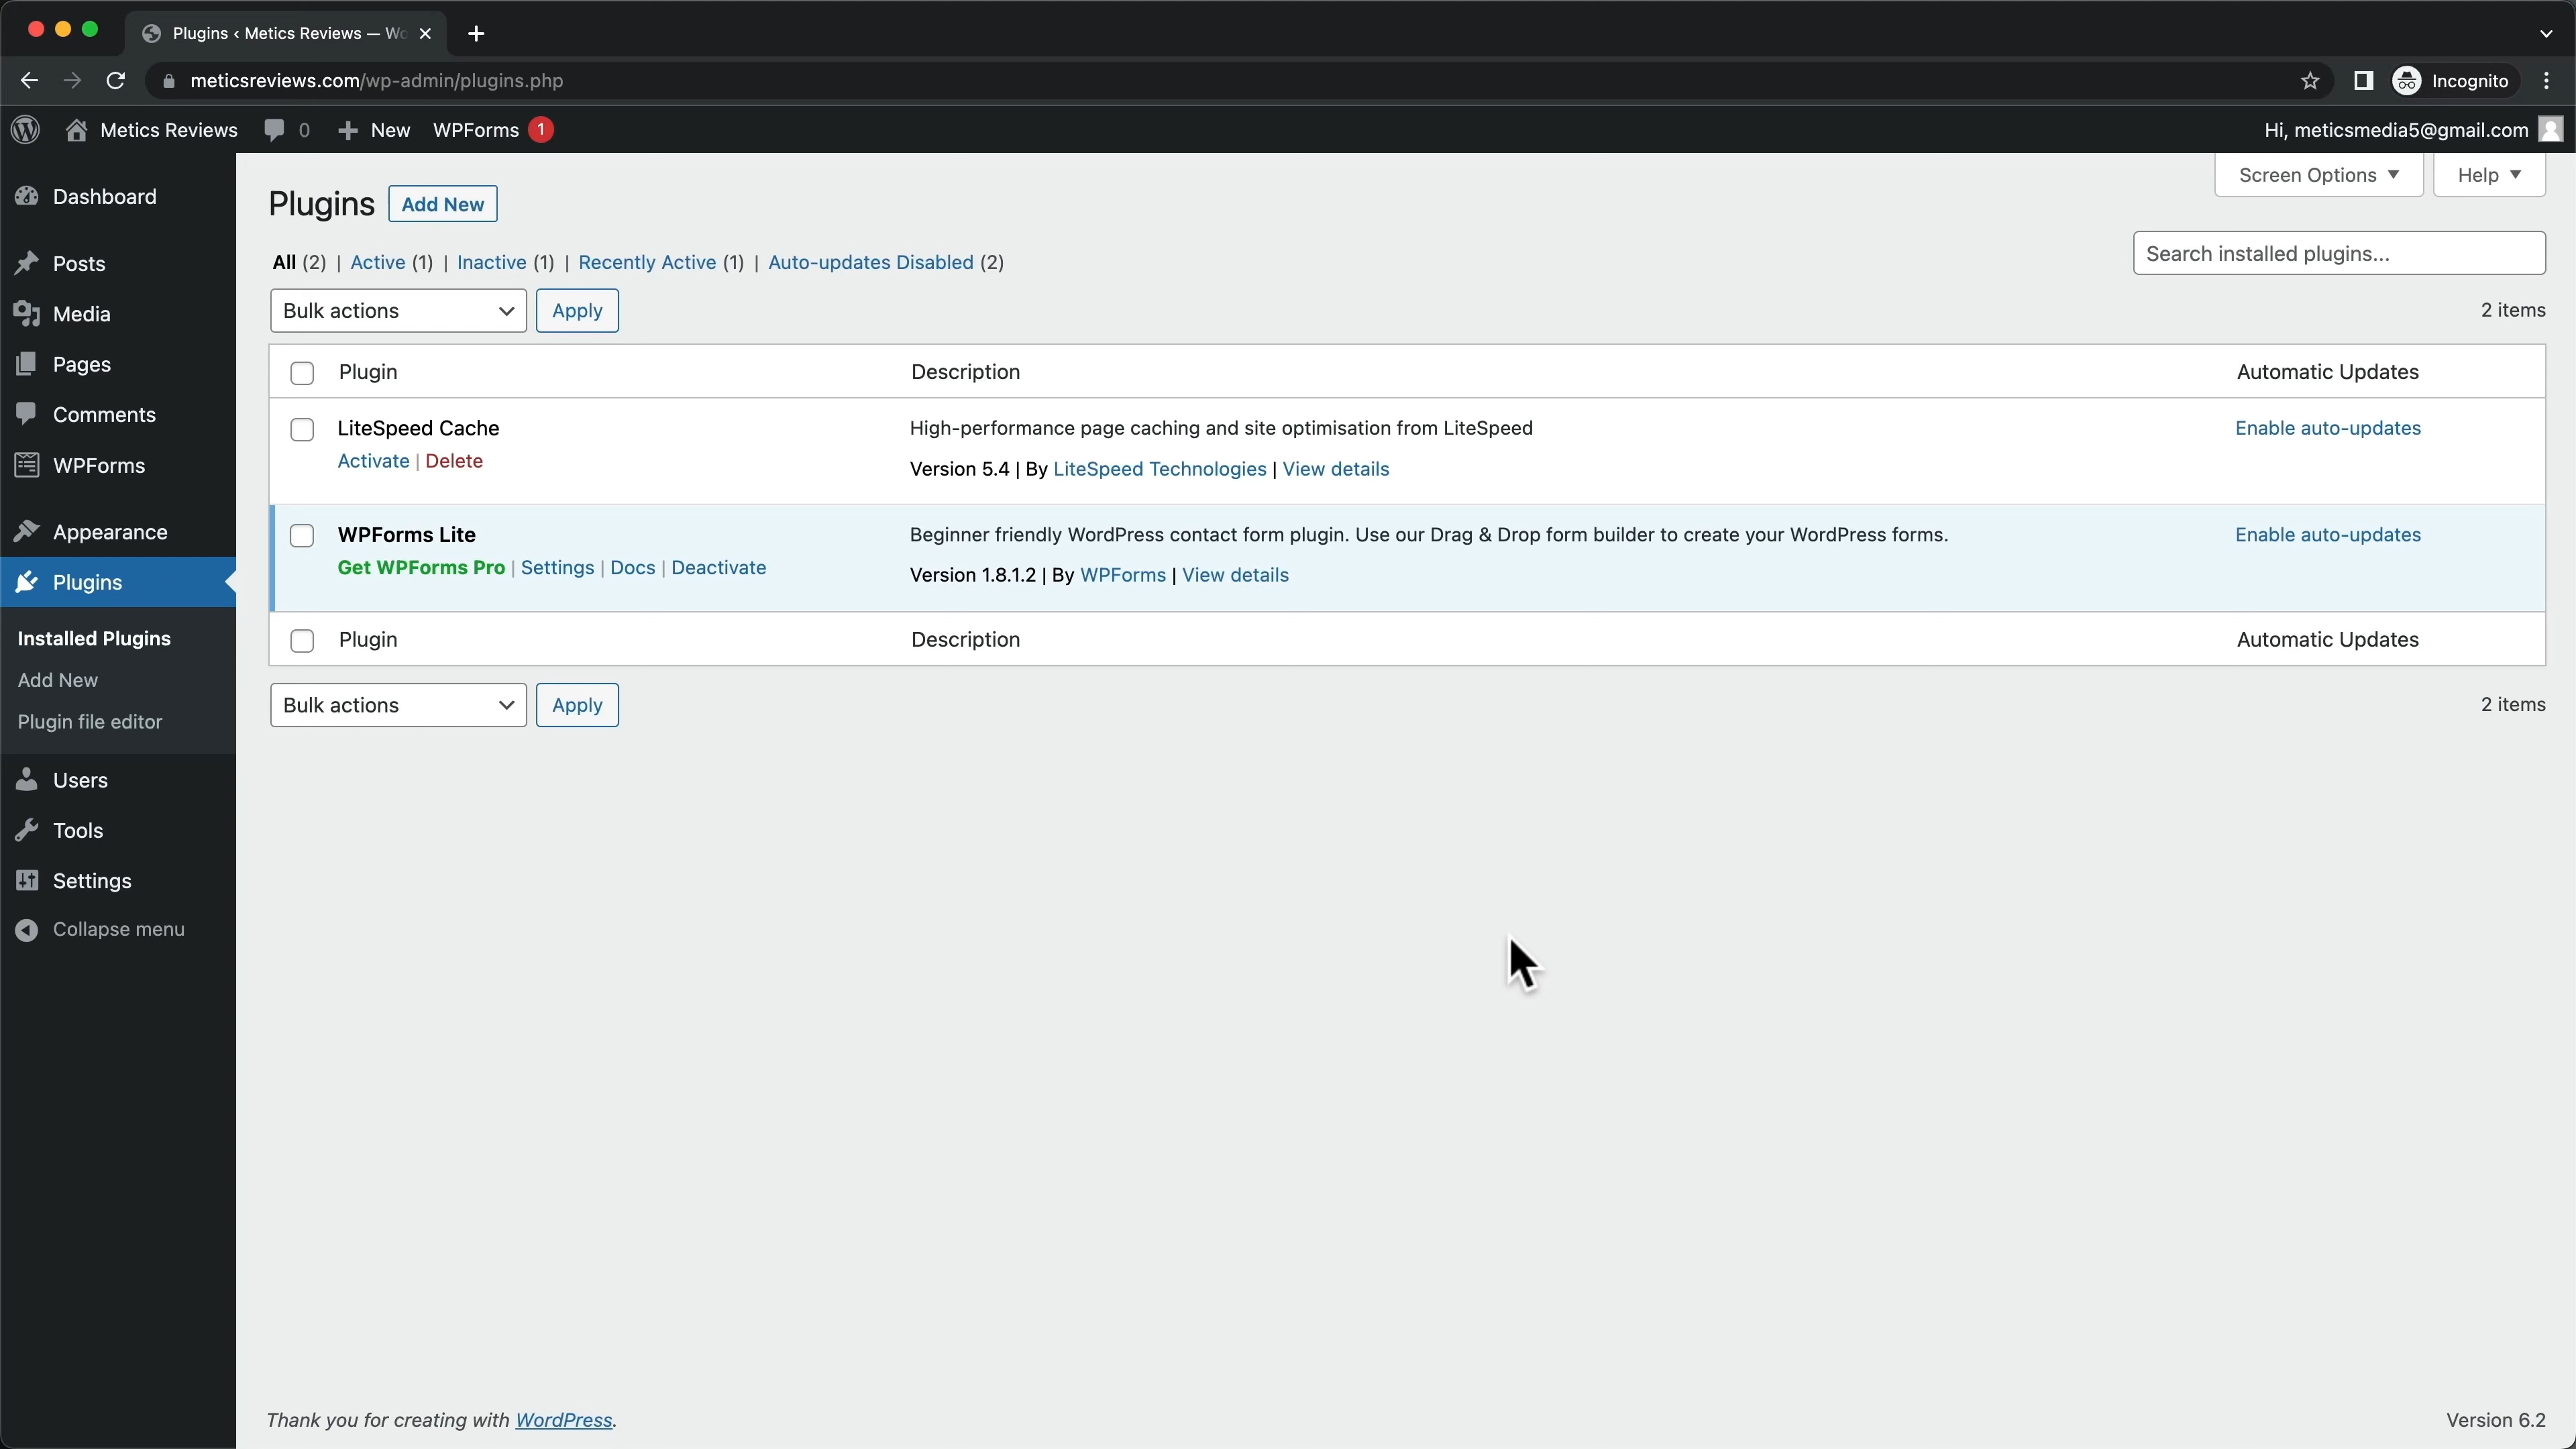 Plugins ‹ Metics Reviews — Wo
meticsreviews.com/wp-admin/plugins.php
Incognito
Metics Reviews 0 New WPForms 1
Hi, meticsmedia5@gmail.com
Dashboard
Posts
Media
Pages
Comments
WPForms
Appearance
Plugins
Installed Plugins
Add New
Plugin file editor
Users
Tools
Settings
Collapse menu
Screen Options ▼ Help ▼
Plugins Add New
All (2) | Active (1) | Inactive (1) | Recently Active (1) | Auto-updates Disabled (2)
Search installed plugins...
Bulk actions Apply
2 items
Plugin Description Automatic Updates
LiteSpeed Cache
Activate | Delete
High-performance page caching and site optimisation from LiteSpeed
Version 5.4 | By LiteSpeed Technologies | View details
Enable auto-updates
WPForms Lite
Get WPForms Pro | Settings | Docs | Deactivate
Beginner friendly WordPress contact form plugin. Use our Drag & Drop form builder to create your WordPress forms.
Version 1.8.1.2 | By WPForms | View details
Enable auto-updates
Plugin Description Automatic Updates
Bulk actions Apply
2 items
Thank you for creating with WordPress.
Version 6.2